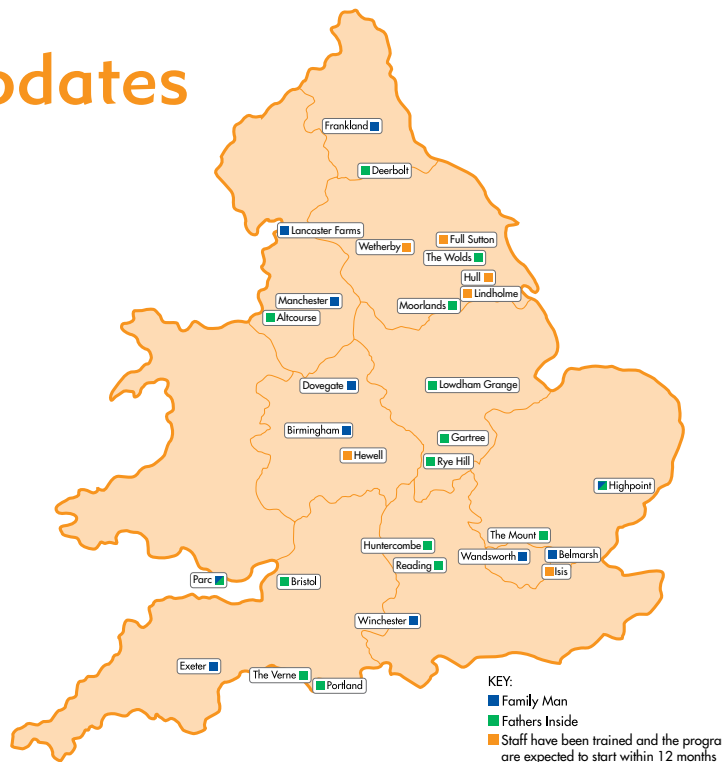 Frankland
Deerbolt
Lancaster Farms
Full Sutton
Wetherby
The Wolds
Hull
Lindholme
Manchester
Moorlands
Altcourse
Dovegate
Lowdham Grange
Birmingham
Gartree
Hewell
Rye Hill
Highpoint
The Mount
Huntercombe
Wandsworth
Belmarsh
Reading
Isis
Parc
Bristol
Winchester
Exeter
The Verne
Portland
KEY:
Family Man
Fathers Inside
Staff have been trained and the progra
are expected to start within 12 months